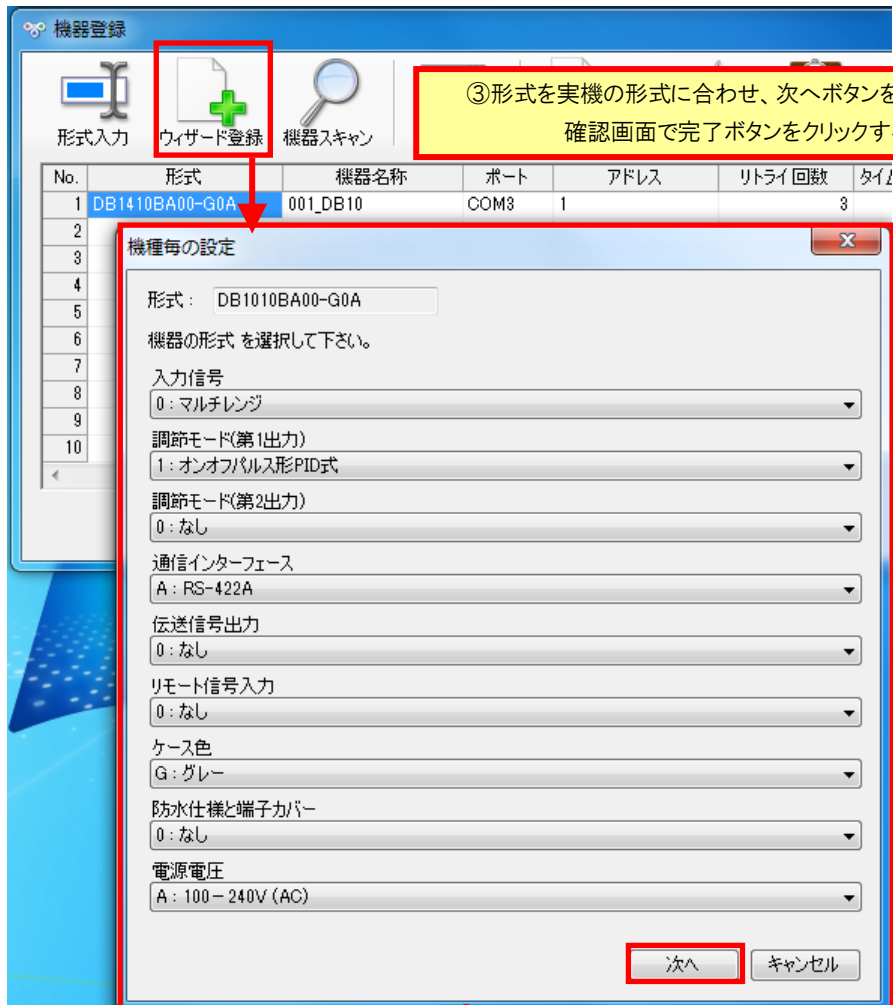 機器登録
③形式を実機の形式に合わせ、次へボタンを
確認画面で完了ボタンをクリックす
形式入力 ウィザード登録 機器スキャン
No. 形式 機器名称 ポート アドレス リトライ回数 タイム
1 DB1410BA00-G0A 001_DB10 COM3 1 3
2
3
4
5
6
7
8
9
10
機種毎の設定
形式： DB1010BA00-G0A
機器の形式 を選択して下さい。
入力信号
0：マルチレンジ
調節モード(第1出力)
1：オンオフパルス形PID式
調節モード(第2出力)
0：なし
通信インターフェース
A：RS-422A
伝送信号出力
0：なし
リモート信号入力
0：なし
ケース色
G：グレー
防水仕様と端子カバー
0：なし
電源電圧
A：100－240V (AC)
次へ キャンセル